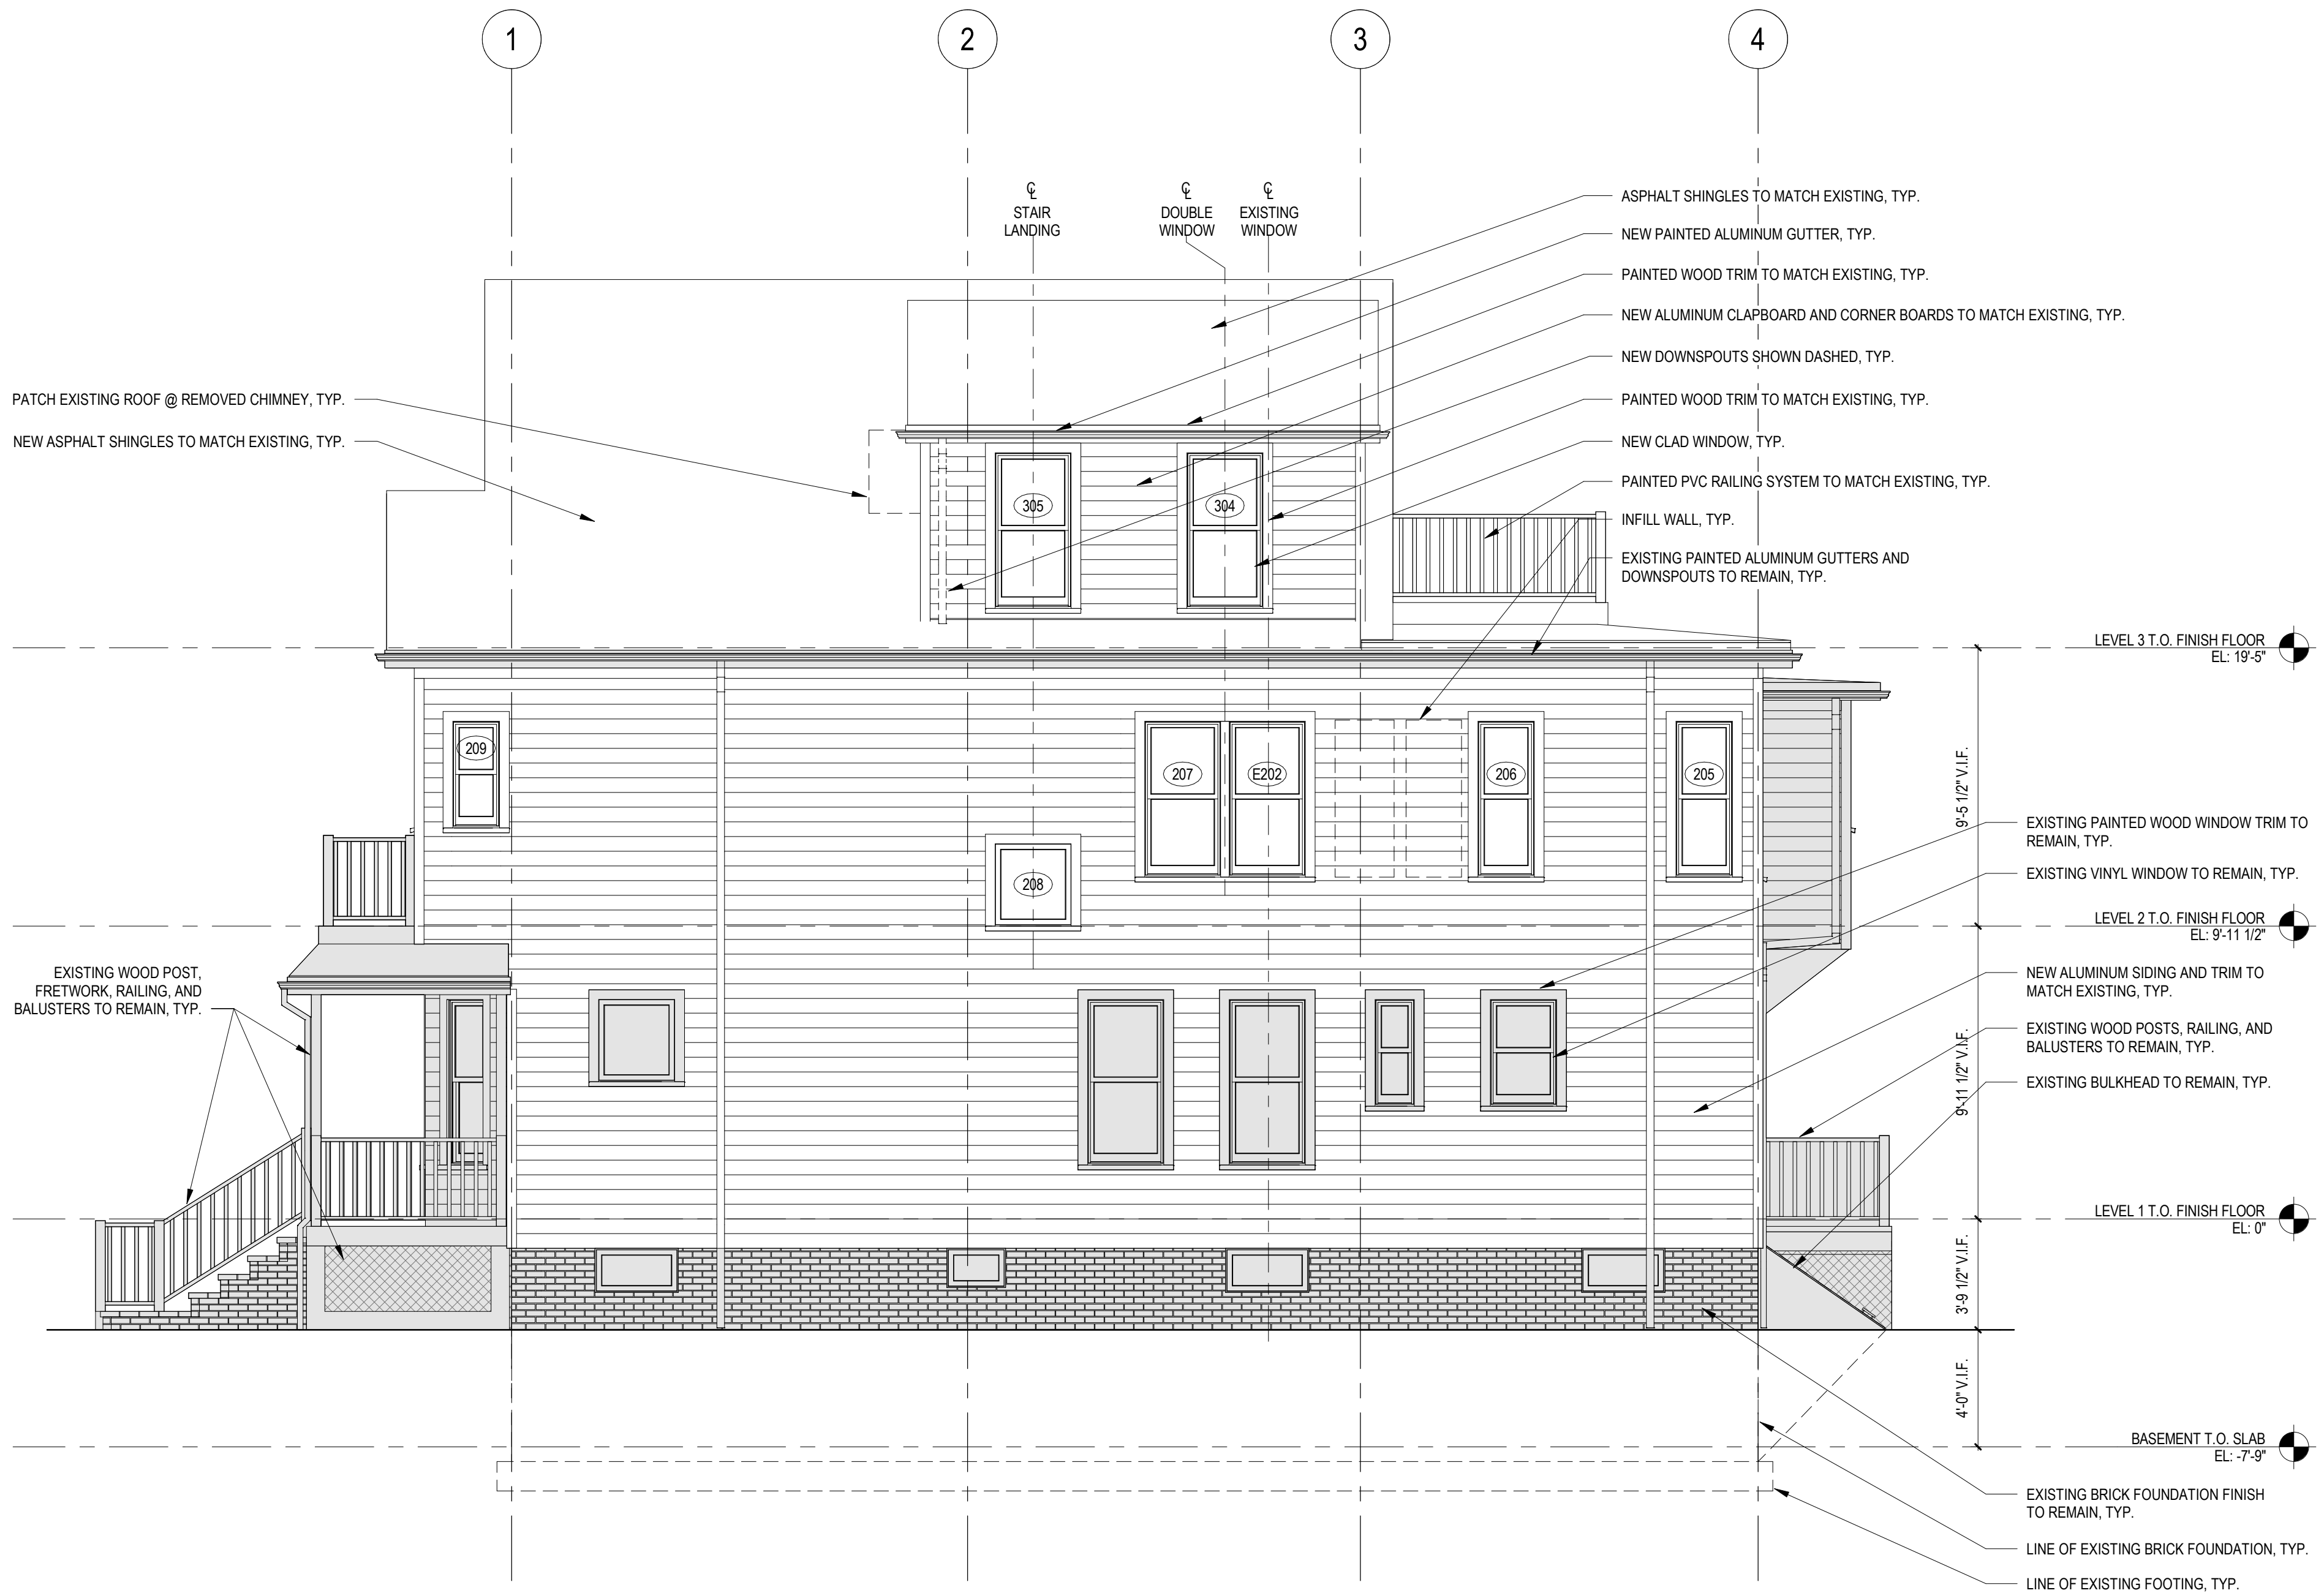 1
2
3
4
℄
STAIR
LANDING
℄
DOUBLE
WINDOW
℄
EXISTING
WINDOW
ASPHALT SHINGLES TO MATCH EXISTING, TYP.
NEW PAINTED ALUMINUM GUTTER, TYP.
PAINTED WOOD TRIM TO MATCH EXISTING, TYP.
NEW ALUMINUM CLAPBOARD AND CORNER BOARDS TO MATCH EXISTING, TYP.
NEW DOWNSPOUTS SHOWN DASHED, TYP.
PAINTED WOOD TRIM TO MATCH EXISTING, TYP.
NEW CLAD WINDOW, TYP.
PAINTED PVC RAILING SYSTEM TO MATCH EXISTING, TYP.
INFILL WALL, TYP.
EXISTING PAINTED ALUMINUM GUTTERS AND
DOWNSPOUTS TO REMAIN, TYP.
PATCH EXISTING ROOF @ REMOVED CHIMNEY, TYP.
NEW ASPHALT SHINGLES TO MATCH EXISTING, TYP.
305
304
LEVEL 3 T.O. FINISH FLOOR
EL: 19'-5"
209
207
E202
206
205
208
9'-5 1/2" V.I.F.
EXISTING PAINTED WOOD WINDOW TRIM TO
REMAIN, TYP.
EXISTING VINYL WINDOW TO REMAIN, TYP.
LEVEL 2 T.O. FINISH FLOOR
EL: 9'-11 1/2"
EXISTING WOOD POST,
FRETWORK, RAILING, AND
BALUSTERS TO REMAIN, TYP.
NEW ALUMINUM SIDING AND TRIM TO
MATCH EXISTING, TYP.
EXISTING WOOD POSTS, RAILING, AND
BALUSTERS TO REMAIN, TYP.
EXISTING BULKHEAD TO REMAIN, TYP.
9'-11 1/2" V.I.F.
LEVEL 1 T.O. FINISH FLOOR
EL: 0"
3'-9 1/2" V.I.F.
4'-0" V.I.F.
BASEMENT T.O. SLAB
EL: -7'-9"
EXISTING BRICK FOUNDATION FINISH
TO REMAIN, TYP.
LINE OF EXISTING BRICK FOUNDATION, TYP.
LINE OF EXISTING FOOTING, TYP.